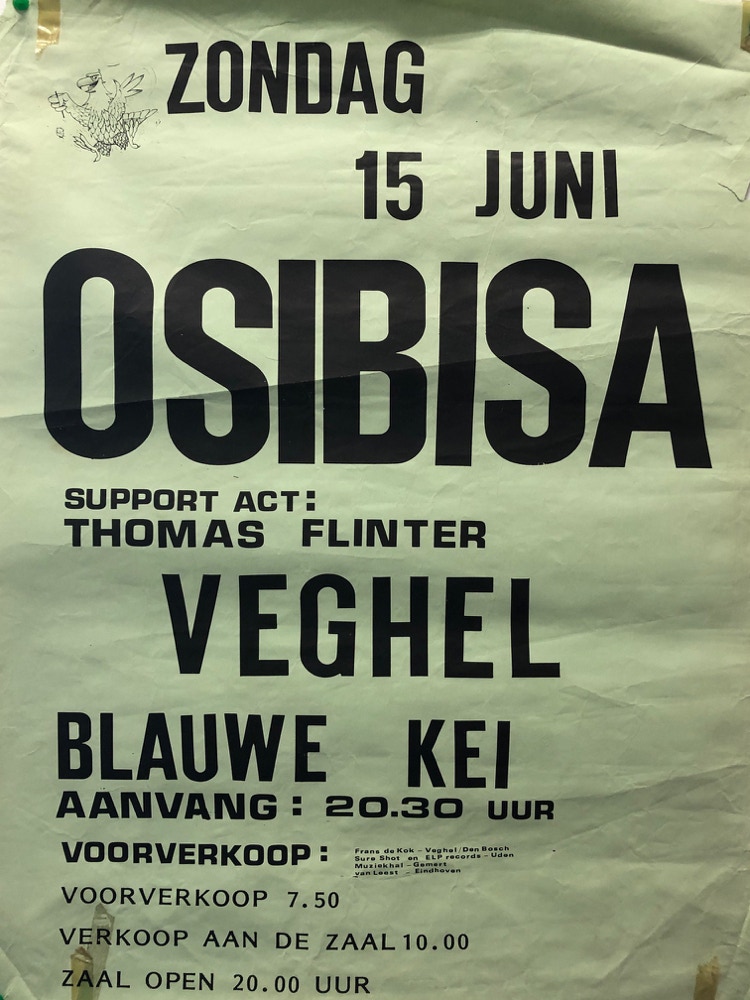 ZONDAG
15 JUNI
OSIBISA
SUPPORT ACT:
THOMAS FLINTER
VEGHEL
BLAUWE KEI
AANVANG: 20.30 UUR
VOORVERKOOP:
Frans de Kok - Veghel/Den Bosch
Sure Shot en ELP records - Uden
Muziekhal - Gemert
van Leest - Eindhoven
VOORVERKOOP 7.50
VERKOOP AAN DE ZAAL 10.00
ZAAL OPEN 20.00 UUR